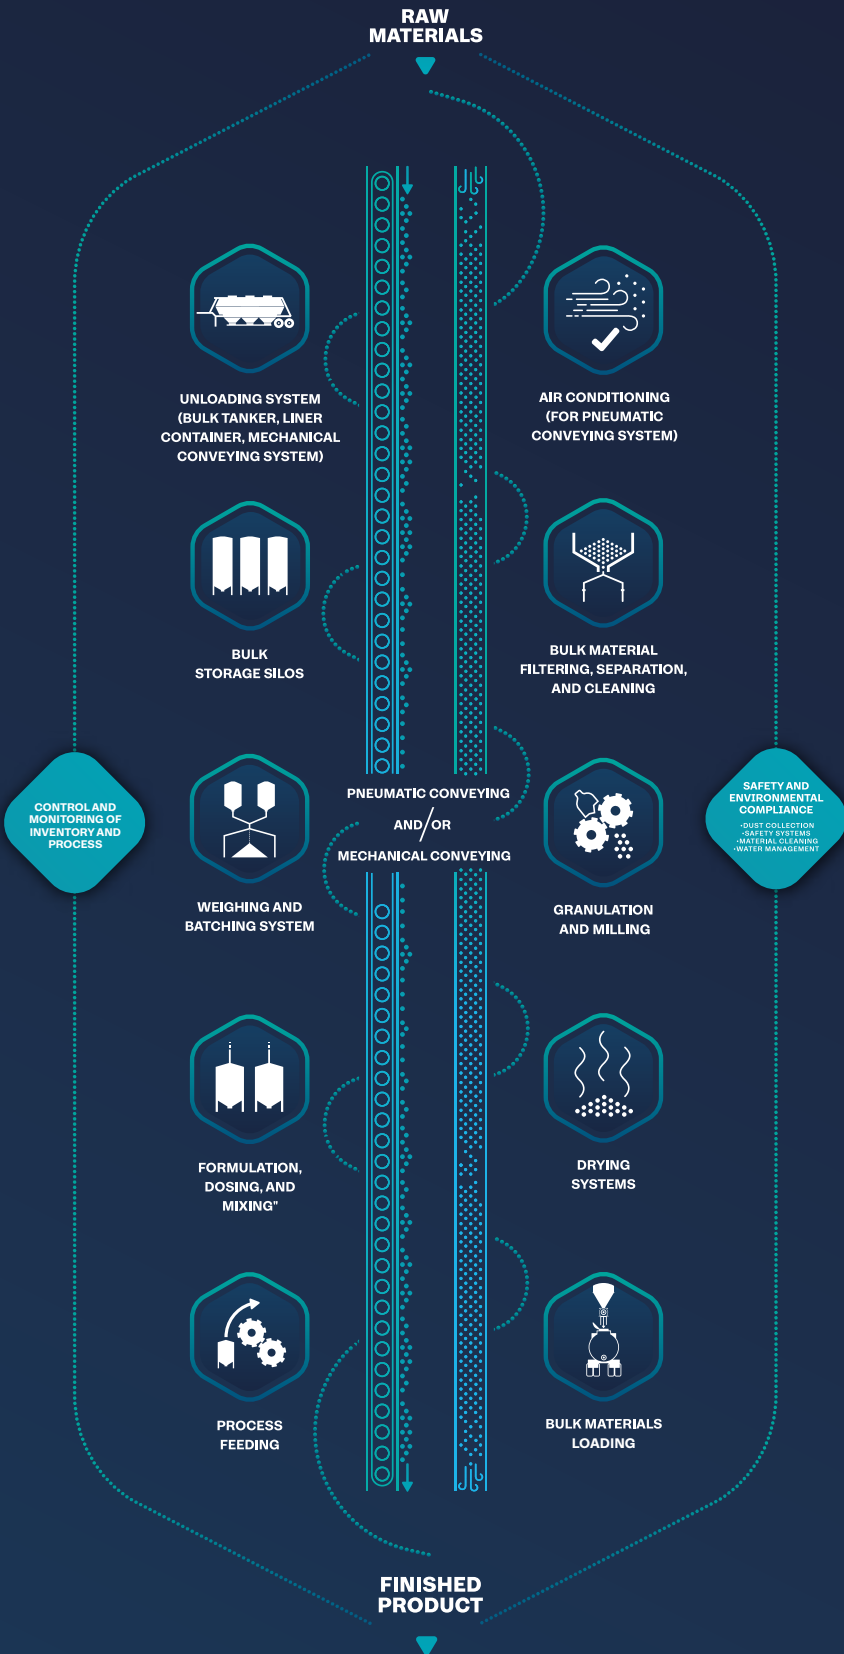 RAW
MATERIALS
UNLOADING SYSTEM
(BULK TANKER, LINER
CONTAINER, MECHANICAL
CONVEYING SYSTEM)
AIR CONDITIONING
(FOR PNEUMATIC
CONVEYING SYSTEM)
BULK
STORAGE SILOS
BULK MATERIAL
FILTERING, SEPARATION,
AND CLEANING
CONTROL AND
MONITORING OF
INVENTORY AND
PROCESS
PNEUMATIC CONVEYING
AND/OR
MECHANICAL CONVEYING
SAFETY AND
ENVIRONMENTAL
COMPLIANCE
•DUST COLLECTION
•SAFETY SYSTEMS
•MATERIAL CLEANING
•WATER MANAGEMENT
WEIGHING AND
BATCHING SYSTEM
GRANULATION
AND MILLING
FORMULATION,
DOSING, AND
MIXING"
DRYING
SYSTEMS
PROCESS
FEEDING
BULK MATERIALS
LOADING
FINISHED
PRODUCT